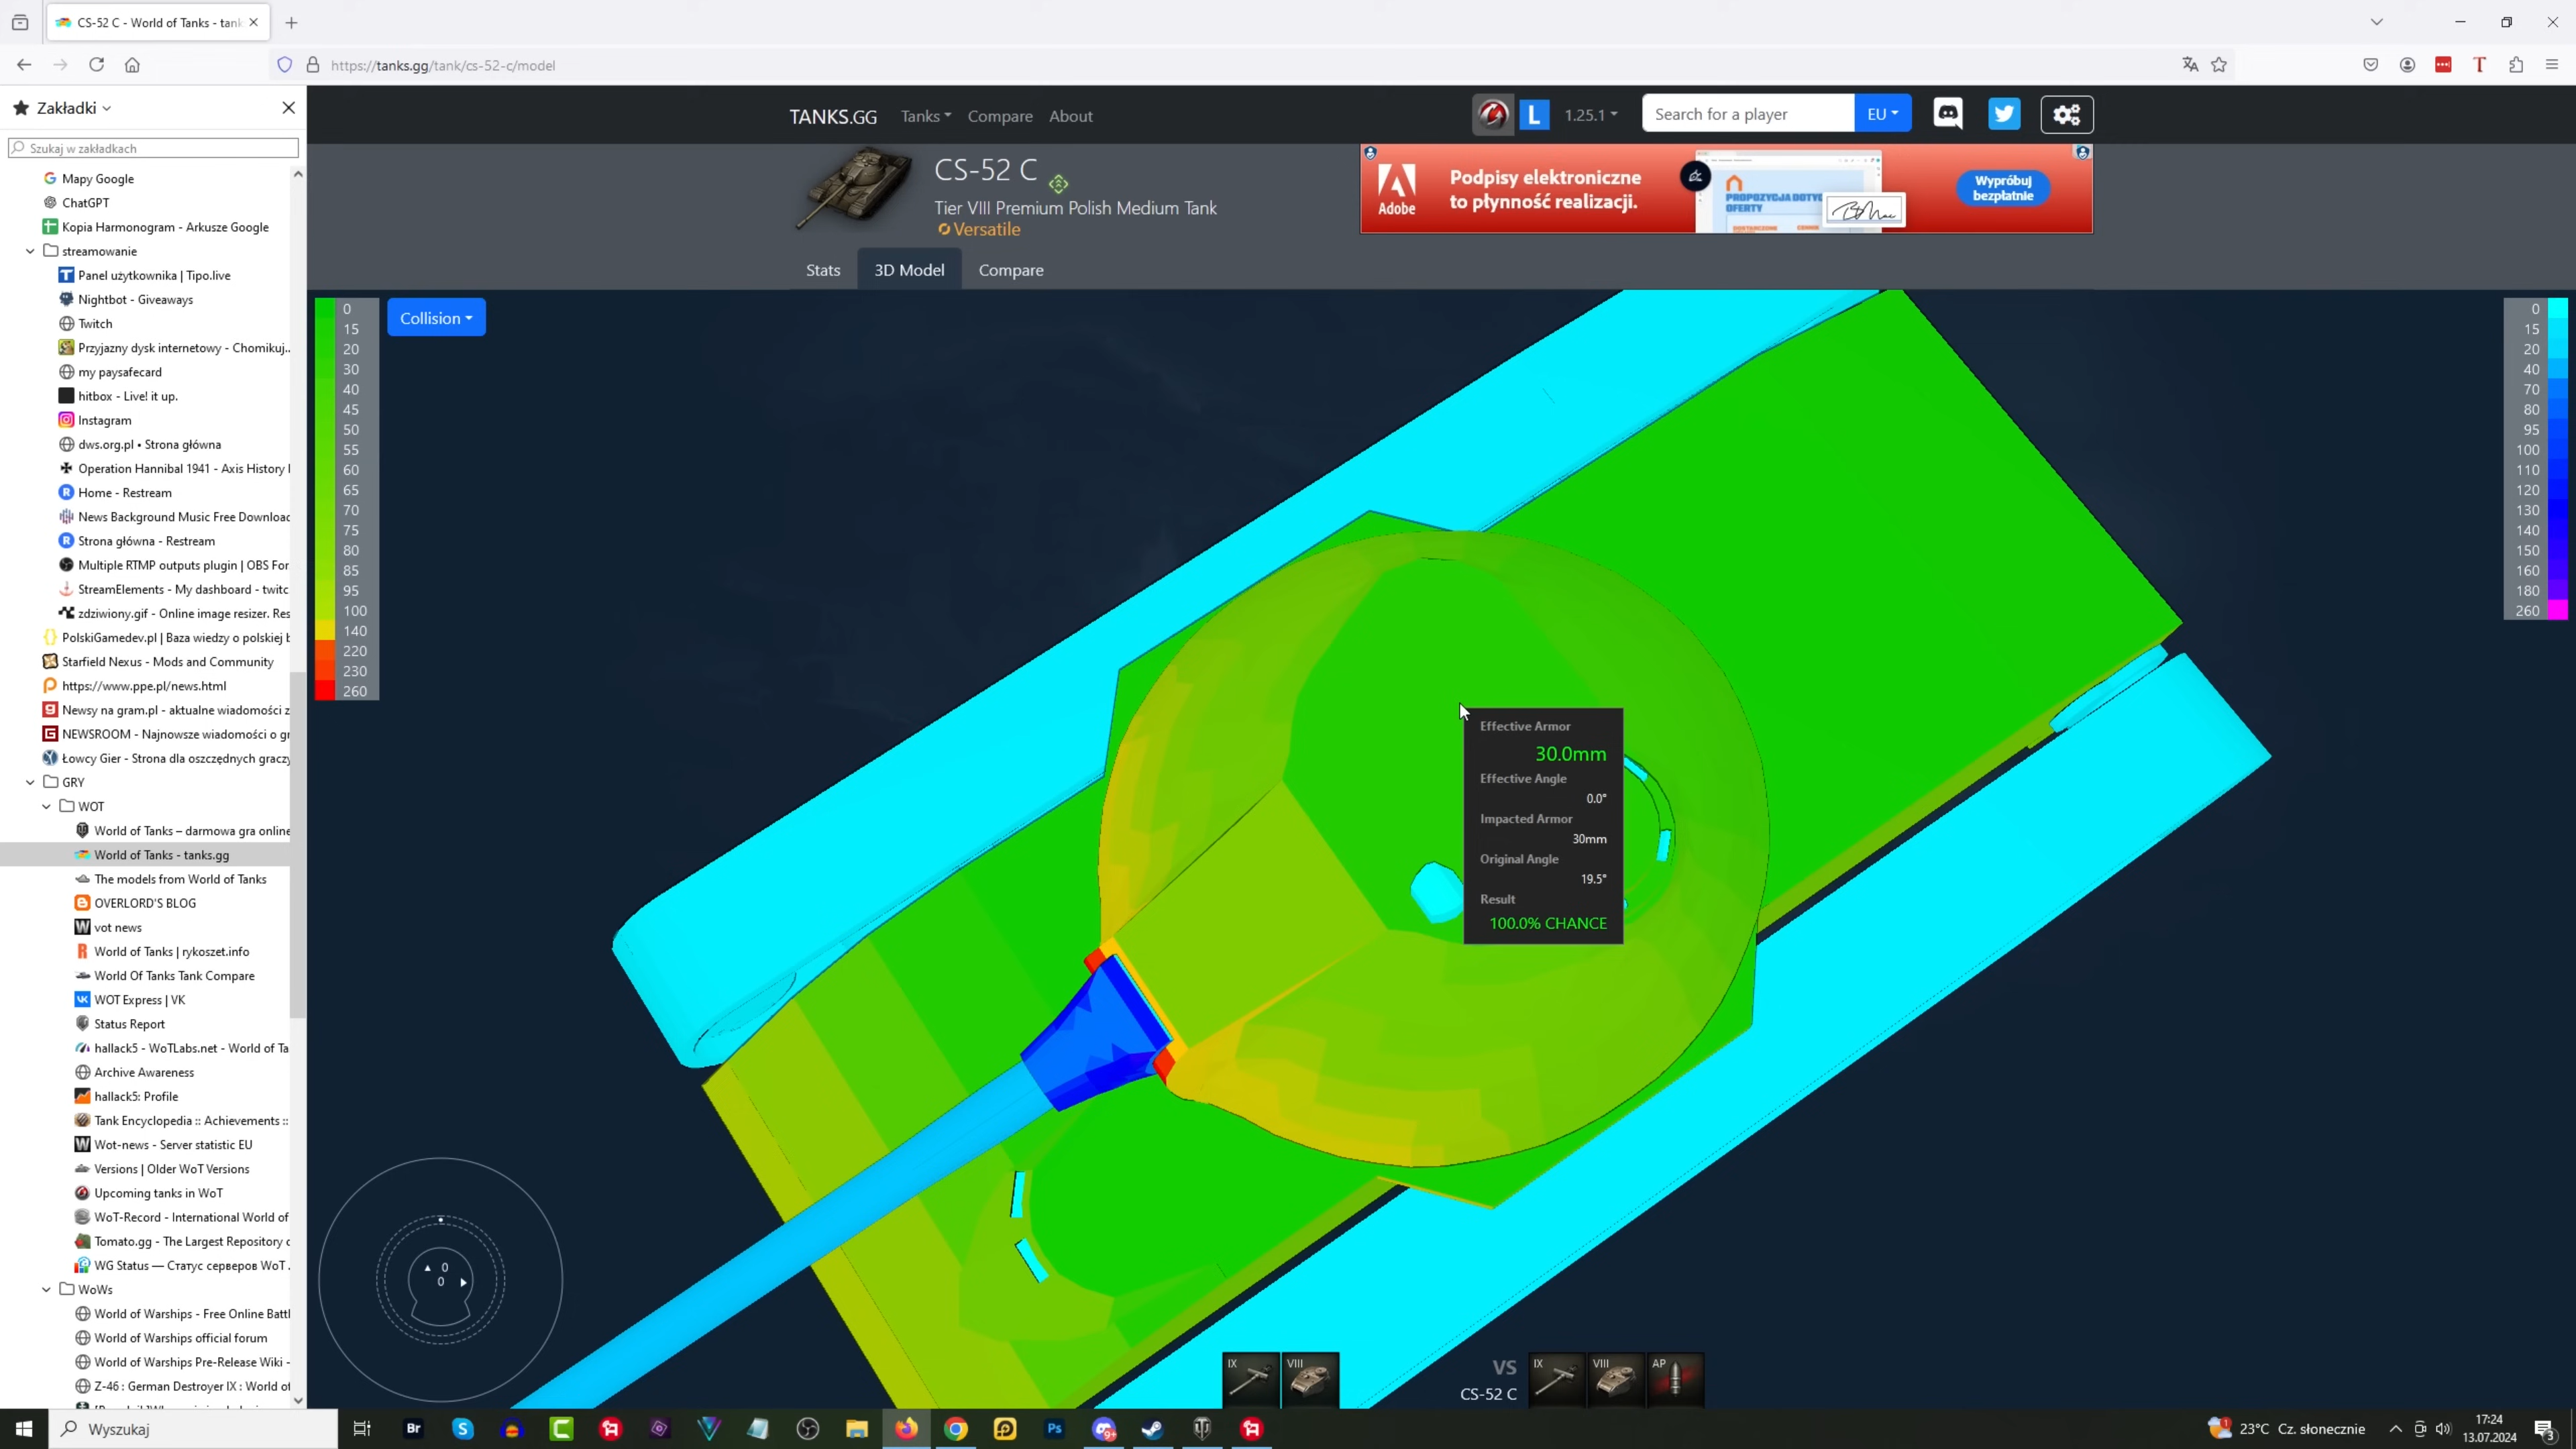 CS-52 C - World of Tanks - tank
https://tanks.gg/tank/cs-52-c/model
Zakładki
Szukaj w zakładkach
Mapy Google
ChatGPT
Kopia Harmonogram - Arkusze Google
streamowanie
Panel użytkownika | Tipo.live
Nightbot - Giveaways
Twitch
Przyjazny dysk internetowy - Chomikuj...
my paysafecard
hitbox - Live! it up.
Instagram
dws.org.pl • Strona główna
Operation Hannibal 1941 - Axis History
Home - Restream
News Background Music Free Download
Strona główna - Restream
Multiple RTMP outputs plugin | OBS For
StreamElements - My dashboard - twitc
zdziwiony.gif - Online image resizer. Res
PolskiGamedev.pl | Baza wiedzy o polskiej b
Starfield Nexus - Mods and Community
https://www.ppe.pl/news.html
Newsy na gram.pl - aktualne wiadomości z
NEWSROOM - Najnowsze wiadomości o gr
Łowcy Gier - Strona dla oszczędnych graczy
GRY
WOT
World of Tanks – darmowa gra online
World of Tanks - tanks.gg
The models from World of Tanks
OVERLORD'S BLOG
vot news
World of Tanks | rykoszet.info
World Of Tanks Tank Compare
WOT Express | VK
Status Report
hallack5 - WoTLabs.net - World of Ta
Archive Awareness
hallack5: Profile
Tank Encyclopedia :: Achievements ::
Wot-news - Server statistic EU
Versions | Older WoT Versions
Upcoming tanks in WoT
WoT-Record - International World of
Tomato.gg - The Largest Repository o
WG Status — Статус серверов WoT .
WoWs
World of Warships - Free Online Battl
World of Warships official forum
World of Warships Pre-Release Wiki -
Z-46 : German Destroyer IX : World of
TANKS.GG
Tanks
Compare
About
L
1.25.1
Search for a player
EU
CS-52 C
Tier VIII Premium Polish Medium Tank
Versatile
Adobe
Podpisy elektroniczne
to płynność realizacji.
PROPOZYCJA DOTYC
OFERTY
Wypróbuj
bezpłatnie
Stats
3D Model
Compare
Collision
0
15
20
30
40
45
50
55
60
65
70
75
80
85
95
100
140
220
230
260
0
15
20
40
70
80
95
100
110
120
130
140
150
160
180
260
Effective Armor
30.0mm
Effective Angle
0.0°
Impacted Armor
30mm
Original Angle
19.5°
Result
100.0% CHANCE
0
0
IX
VIII
VS
CS-52 C
IX
VIII
AP
Wyszukaj
Br
Ps
9+
23°C Cz. słonecznie
17:24
13.07.2024
3